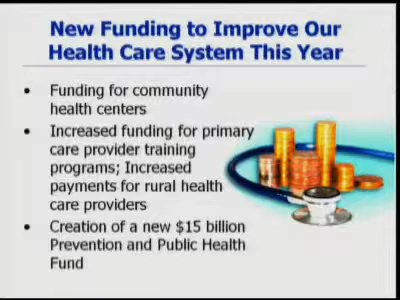 New Funding to Improve Our
Health Care System This Year
• Funding for community
health centers
• Increased funding for primary
care provider training
programs; Increased
payments for rural health
care providers
• Creation of a new $15 billion
Prevention and Public Health
Fund